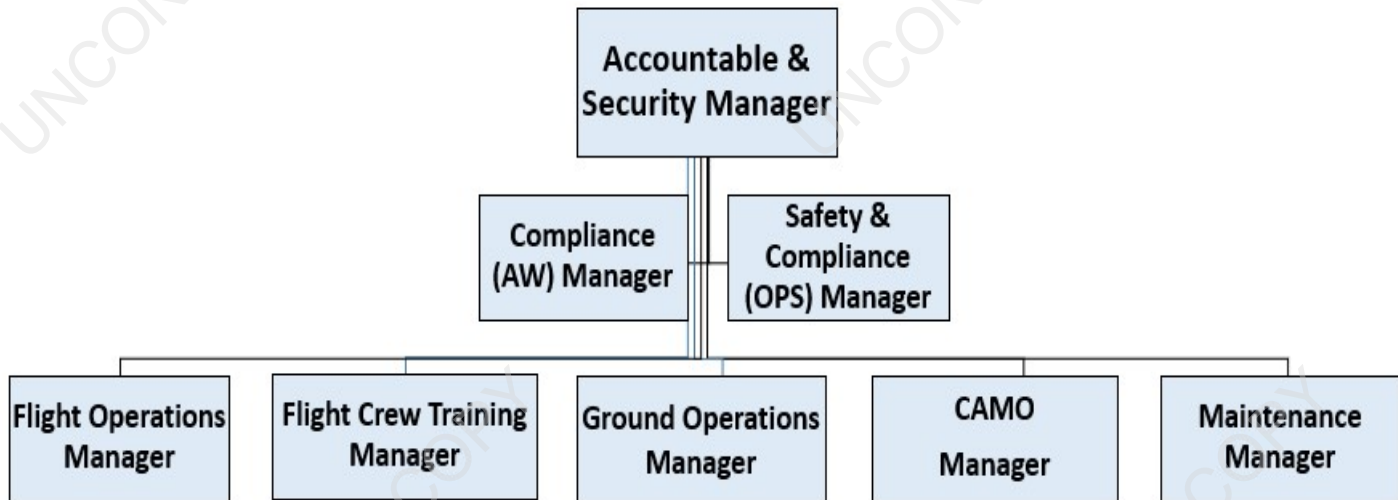 Accountable &
Security Manager
Compliance
(AW) Manager
Safety &
Compliance
(OPS) Manager
Flight Operations
Manager
Flight Crew Training
Manager
Ground Operations
Manager
CAMO
Manager
Maintenance
Manager